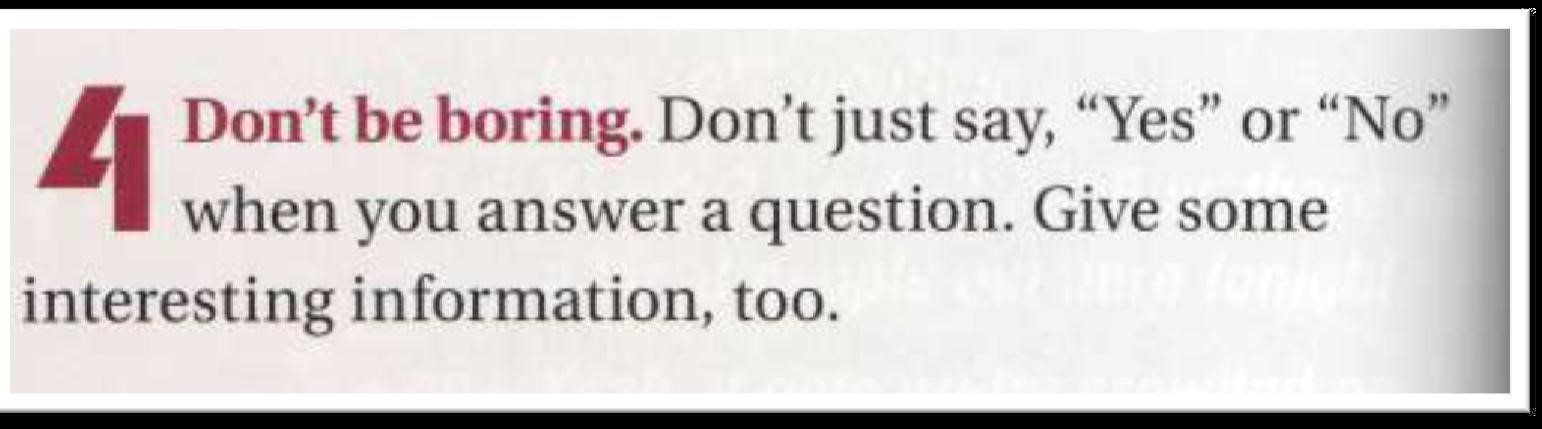 4 Don't be boring. Don't just say, “Yes” or “No”
when you answer a question. Give some
interesting information, too.